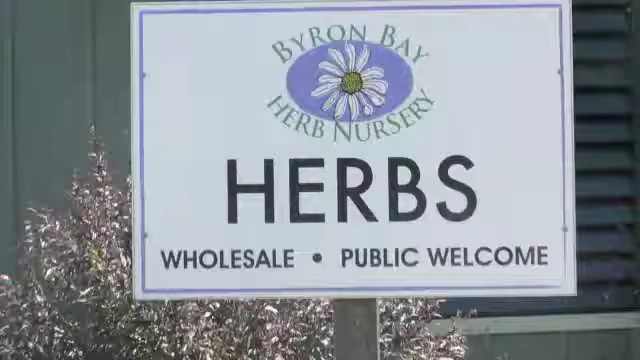 BYRON BAY
HERB NURSERY
HERBS
WHOLESALE • PUBLIC WELCOME